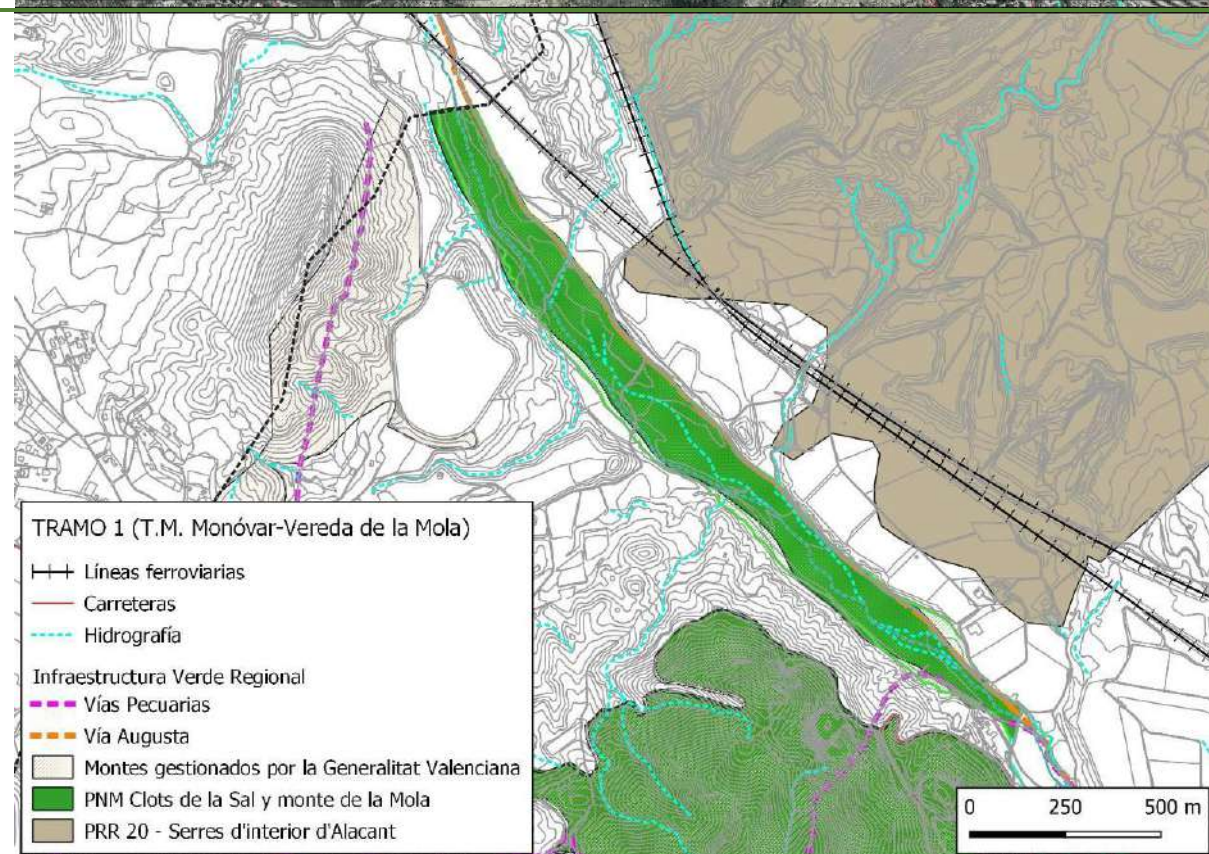 TRAMO 1 (T.M. Monóvar-Vereda de la Mola)
Líneas ferroviarias
Carreteras
Hidrografía
Infraestructura Verde Regional
Vías Pecuarias
Vía Augusta
Montes gestionados por la Generalitat Valenciana
PNM Clots de la Sal y monte de la Mola
PRR 20 - Serres d'interior d'Alacant
0 250 500 m